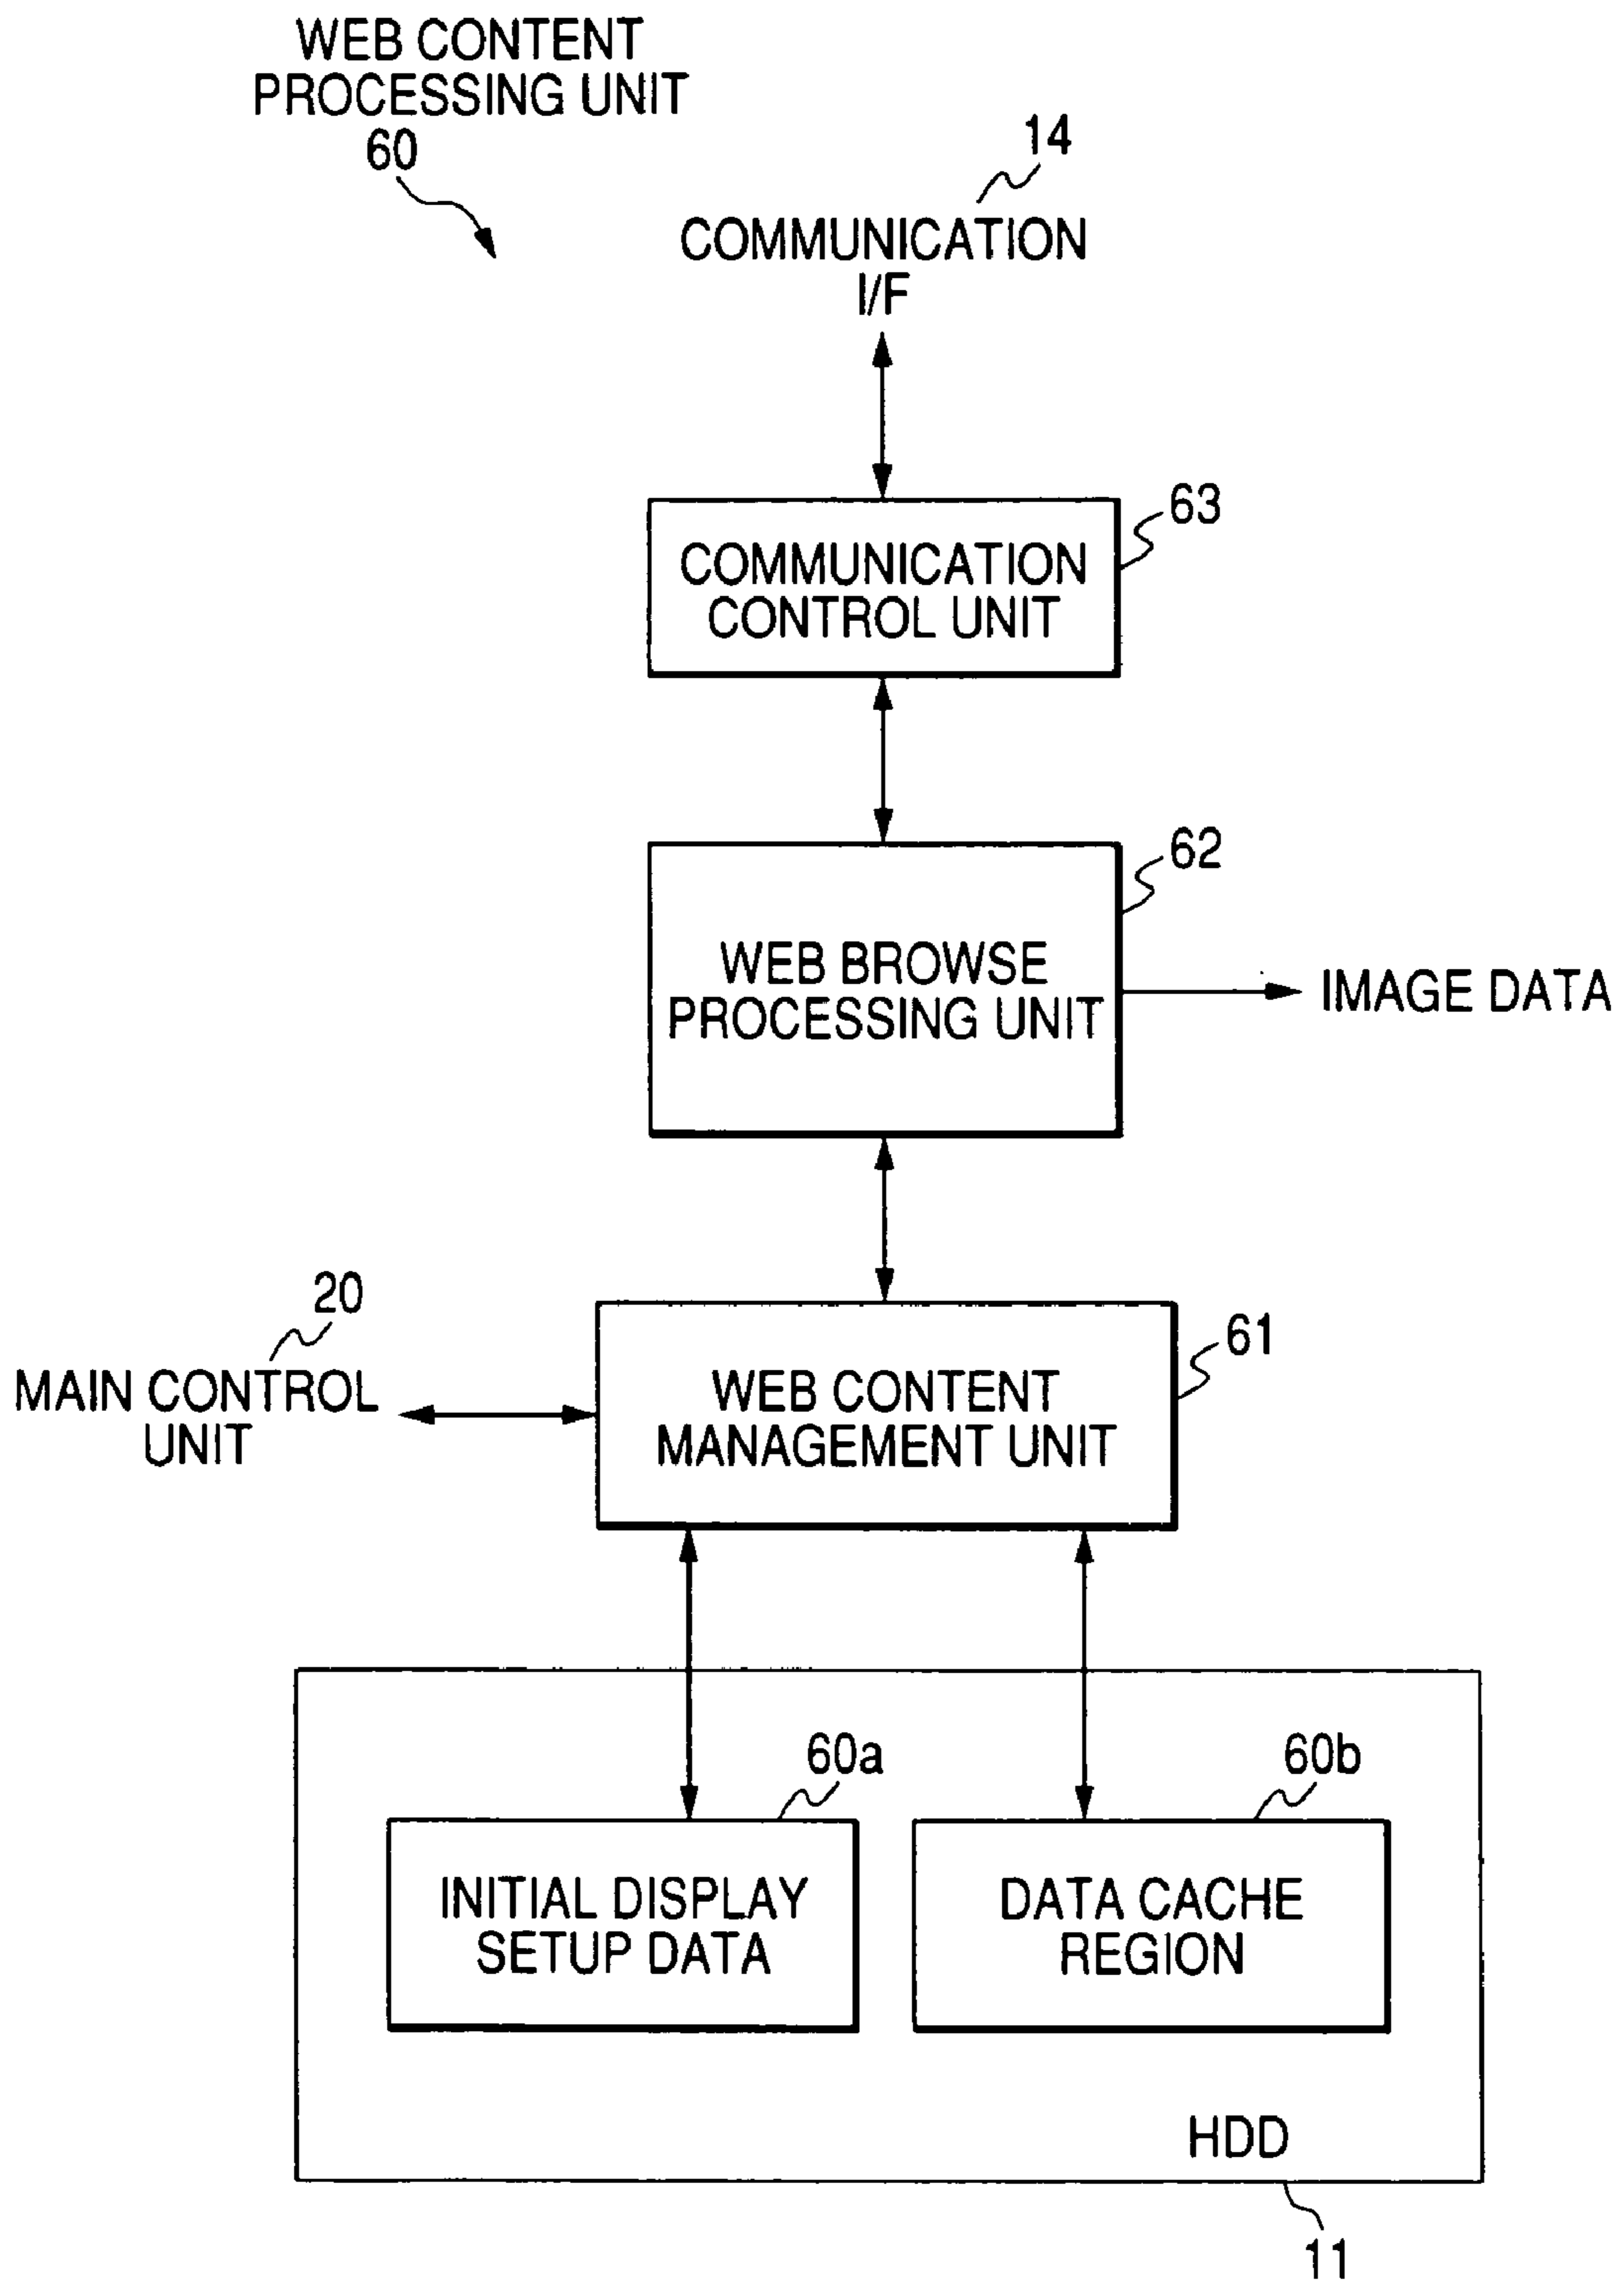 WEB CONTENT
PROCESSING UNIT
60
14
COMMUNICATION
I/F
63
COMMUNICATION
CONTROL UNIT
62
WEB BROWSE
PROCESSING UNIT
IMAGE DATA
20
MAIN CONTROL
UNIT
61
WEB CONTENT
MANAGEMENT UNIT
60a
60b
INITIAL DISPLAY
SETUP DATA
DATA CACHE
REGION
HDD
11